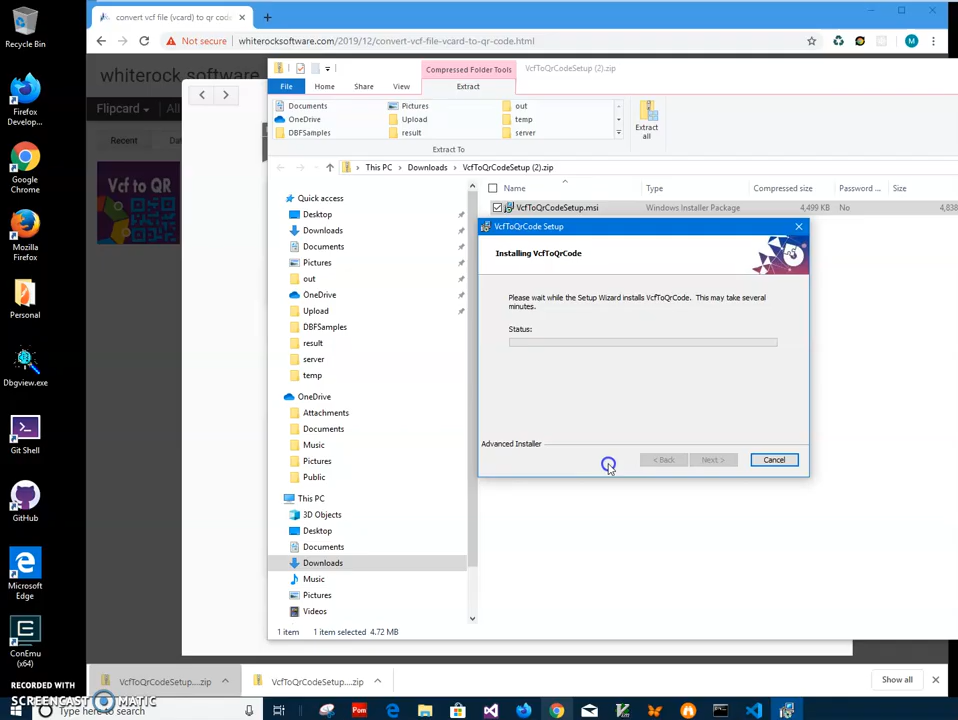 Recycle Bin
Firefox
Develop...
Google
Chrome
Mozilla
Firefox
Personal
Dbgview.exe
Git Shell
GitHub
Microsoft
Edge
ConEmu
(x64)
convert vcf file (vcard) to qr code
Not secure
whiterocksoftware.com/2019/12/convert-vcf-file-vcard-to-qr-code.html
M
whiterock software
Flipcard
All
Recent
Dat
Vcf to QR
Compressed Folder Tools
VcfToQrCodeSetup (2).zip
File
Home
Share
View
Extract
Documents
Pictures
out
OneDrive
Upload
temp
DBFSamples
result
server
Extract
all
Extract To
This PC > Downloads > VcfToQrCodeSetup (2).zip
Name
Type
Compressed size
Password ...
Size
VcfToQrCodeSetup.msi
Windows Installer Package
4,499 KB
No
4,838
Quick access
Desktop
Downloads
Documents
Pictures
out
OneDrive
Upload
DBFSamples
result
server
temp
OneDrive
Attachments
Documents
Music
Pictures
Public
This PC
3D Objects
Desktop
Documents
Downloads
Music
Pictures
Videos
1 item
1 item selected 4.72 MB
VcfToQrCode Setup
Installing VcfToQrCode
Please wait while the Setup Wizard installs VcfToQrCode. This may take several
minutes.
Status:
Advanced Installer
< Back
Next >
Cancel
VcfToQrCodeSetup....zip
VcfToQrCodeSetup....zip
Show all
RECORDED WITH
SCREENCAST MATIC
Type here to search
Pom